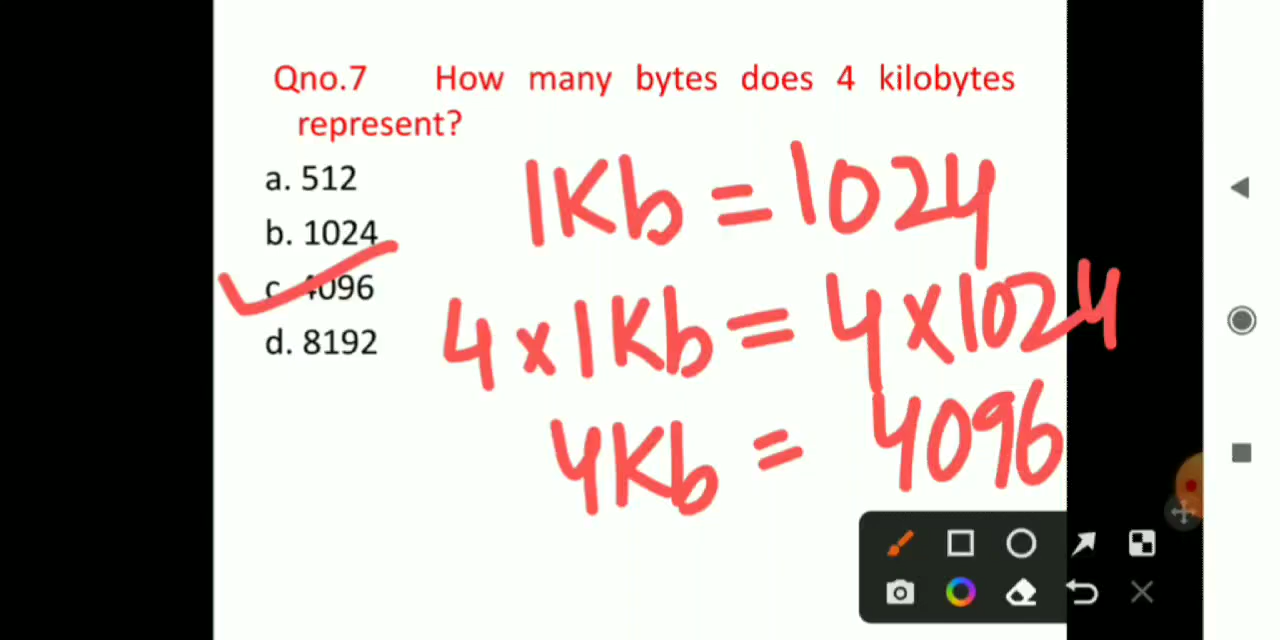 Qno.7 How many bytes does 4 kilobytes
represent?
a. 512
b. 1024
c. 4096
d. 8192
1Kb = 1024
4 x 1Kb = 4 x 1024
4Kb = 4096